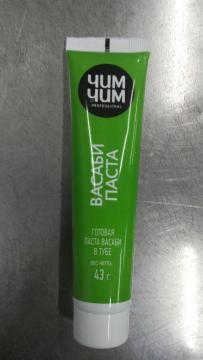 ЧИМ
ЧИМ
PROFESSIONAL
ВАСАБИ
ПАСТА
ГОТОВАЯ
ПАСТА ВАСАБИ
В ТУБЕ
ВЕС НЕТТО:
43 г